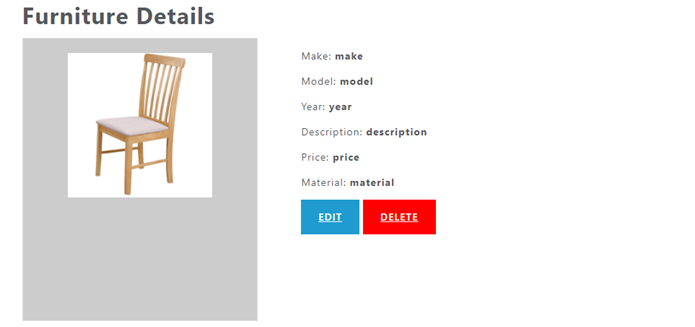 Furniture Details
Make: make
Model: model
Year: year
Description: description
Price: price
Material: material
EDIT DELETE